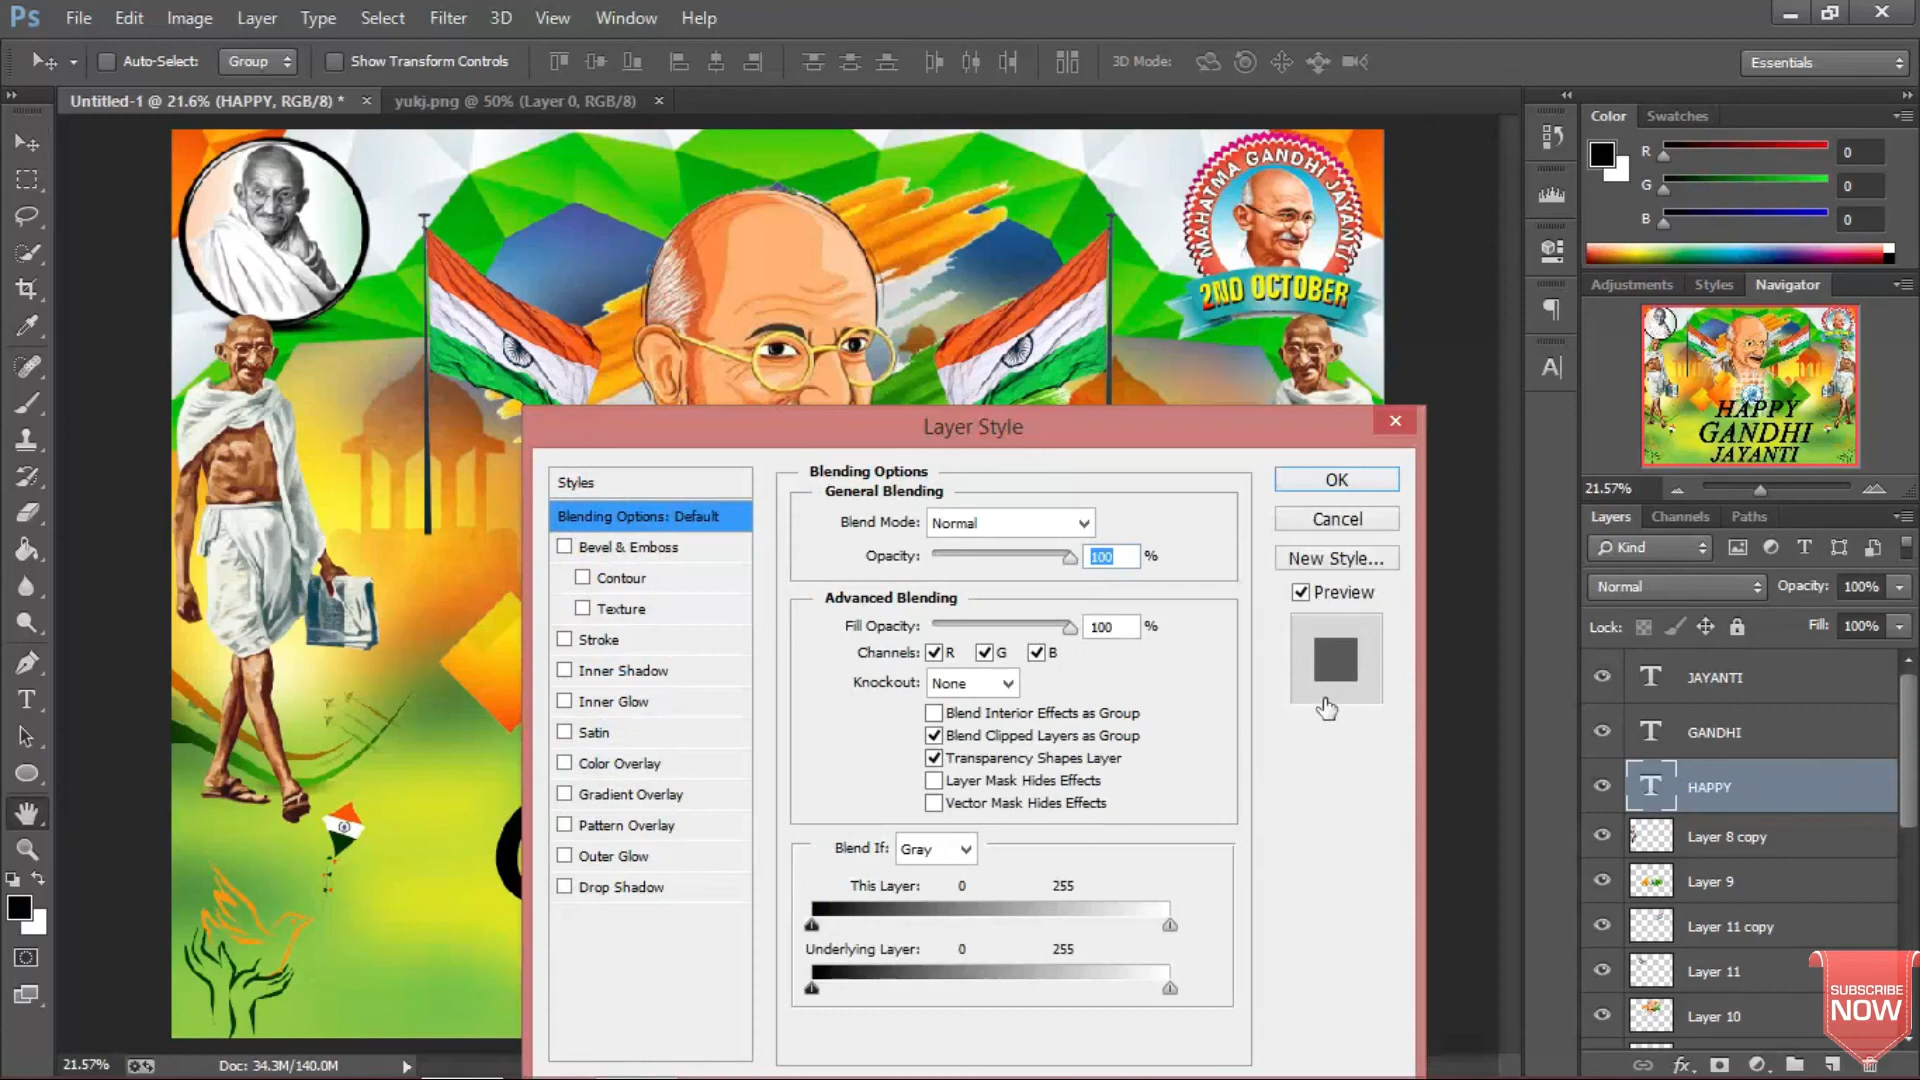 Ps File Edit Image Layer Type Select Filter 3D View Window Help
Auto-Select: Group Show Transform Controls 3D Mode: Essentials
Untitled-1 @ 21.6% (HAPPY, RGB/8) * × yukj.png @ 50% (Layer 0, RGB/8) ×
MAHATMA GANDHI JAYANTI
2ND OCTOBER
Color Swatches
R 0
G 0
B 0
Adjustments Styles Navigator
HAPPY
GANDHI
JAYANTI
21.57%
Layers Channels Paths
Kind
Normal Opacity: 100%
Lock: Fill: 100%
JAYANTI
GANDHI
HAPPY
Layer 8 copy
Layer 9
Layer 11 copy
Layer 11
Layer 10
Layer Style
Styles
Blending Options: Default
Bevel & Emboss
Contour
Texture
Stroke
Inner Shadow
Inner Glow
Satin
Color Overlay
Gradient Overlay
Pattern Overlay
Outer Glow
Drop Shadow
Blending Options
General Blending
Blend Mode: Normal
Opacity: 100 %
Advanced Blending
Fill Opacity: 100 %
Channels: R G B
Knockout: None
Blend Interior Effects as Group
Blend Clipped Layers as Group
Transparency Shapes Layer
Layer Mask Hides Effects
Vector Mask Hides Effects
Blend If: Gray
This Layer: 0 255
Underlying Layer: 0 255
OK
Cancel
New Style...
Preview
SUBSCRIBE
NOW
21.57% Doc: 34.3M/140.0M